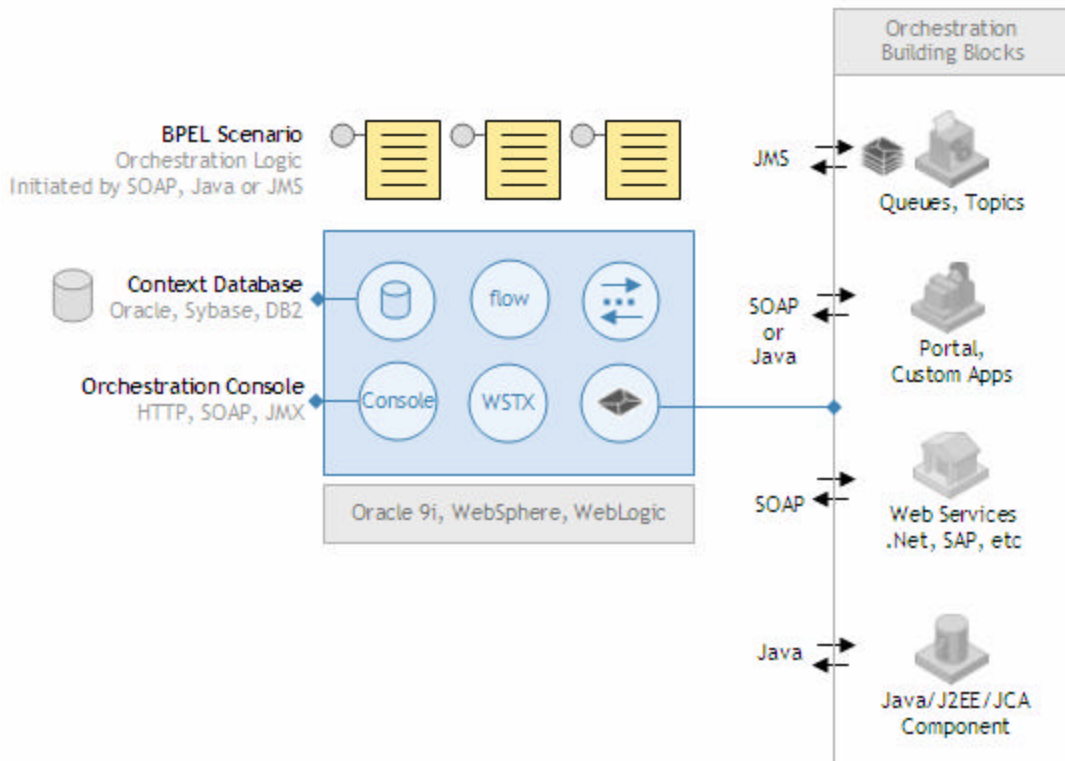 Orchestration
Building Blocks
BPEL Scenario
Orchestration Logic
Initiated by SOAP, Java or JMS
JMS
Queues, Topics
Context Database
Oracle, Sybase, DB2
flow
SOAP
or
Java
Portal,
Custom Apps
Orchestration Console
HTTP, SOAP, JMX
Console
WSTX
SOAP
Web Services
.Net, SAP, etc
Oracle 9i, WebSphere, WebLogic
Java
Java/J2EE/JCA
Component